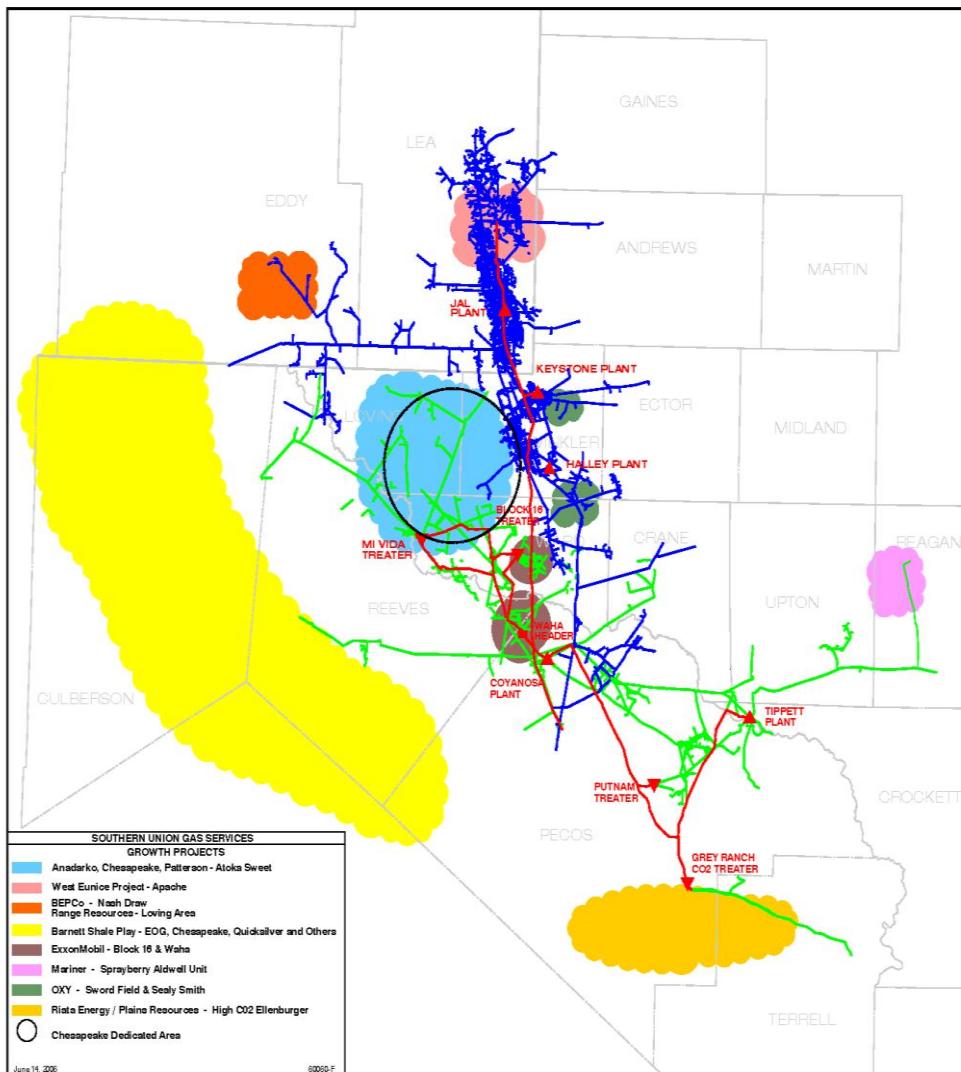 GAINES
LEA
EDDY
ANDREWS
MARTIN
JAL
PLANT
KEYSTONE PLANT
ECTOR
LOVING
MIDLAND
KLER
HALLEY PLANT
BLOCK 16
TREATER
CRANE
REAGAN
MI VIDA
TREATER
REEVES
UPTON
WAHA
HEADER
COYANOSA
PLANT
CULBERSON
TIPPETT
PLANT
PUTNAM
TREATER
CROCKETT
PECOS
GREY RANCH
CO2 TREATER
TERRELL
SOUTHERN UNION GAS SERVICES
GROWTH PROJECTS
Anadarko, Chesapeake, Patterson - Atoka Sweet
West Eunice Project - Apache
BEPCo - Nash Draw
Range Resources - Loving Area
Barnett Shale Play - EOG, Chesapeake, Quicksilver and Others
ExxonMobil - Block 16 & Waha
Mariner - Sprayberry Aldwell Unit
OXY - Sword Field & Sealy Smith
Riata Energy / Plains Resources - High C02 Ellenburger
Chesapeake Dedicated Area
June 14, 2006
60060-F